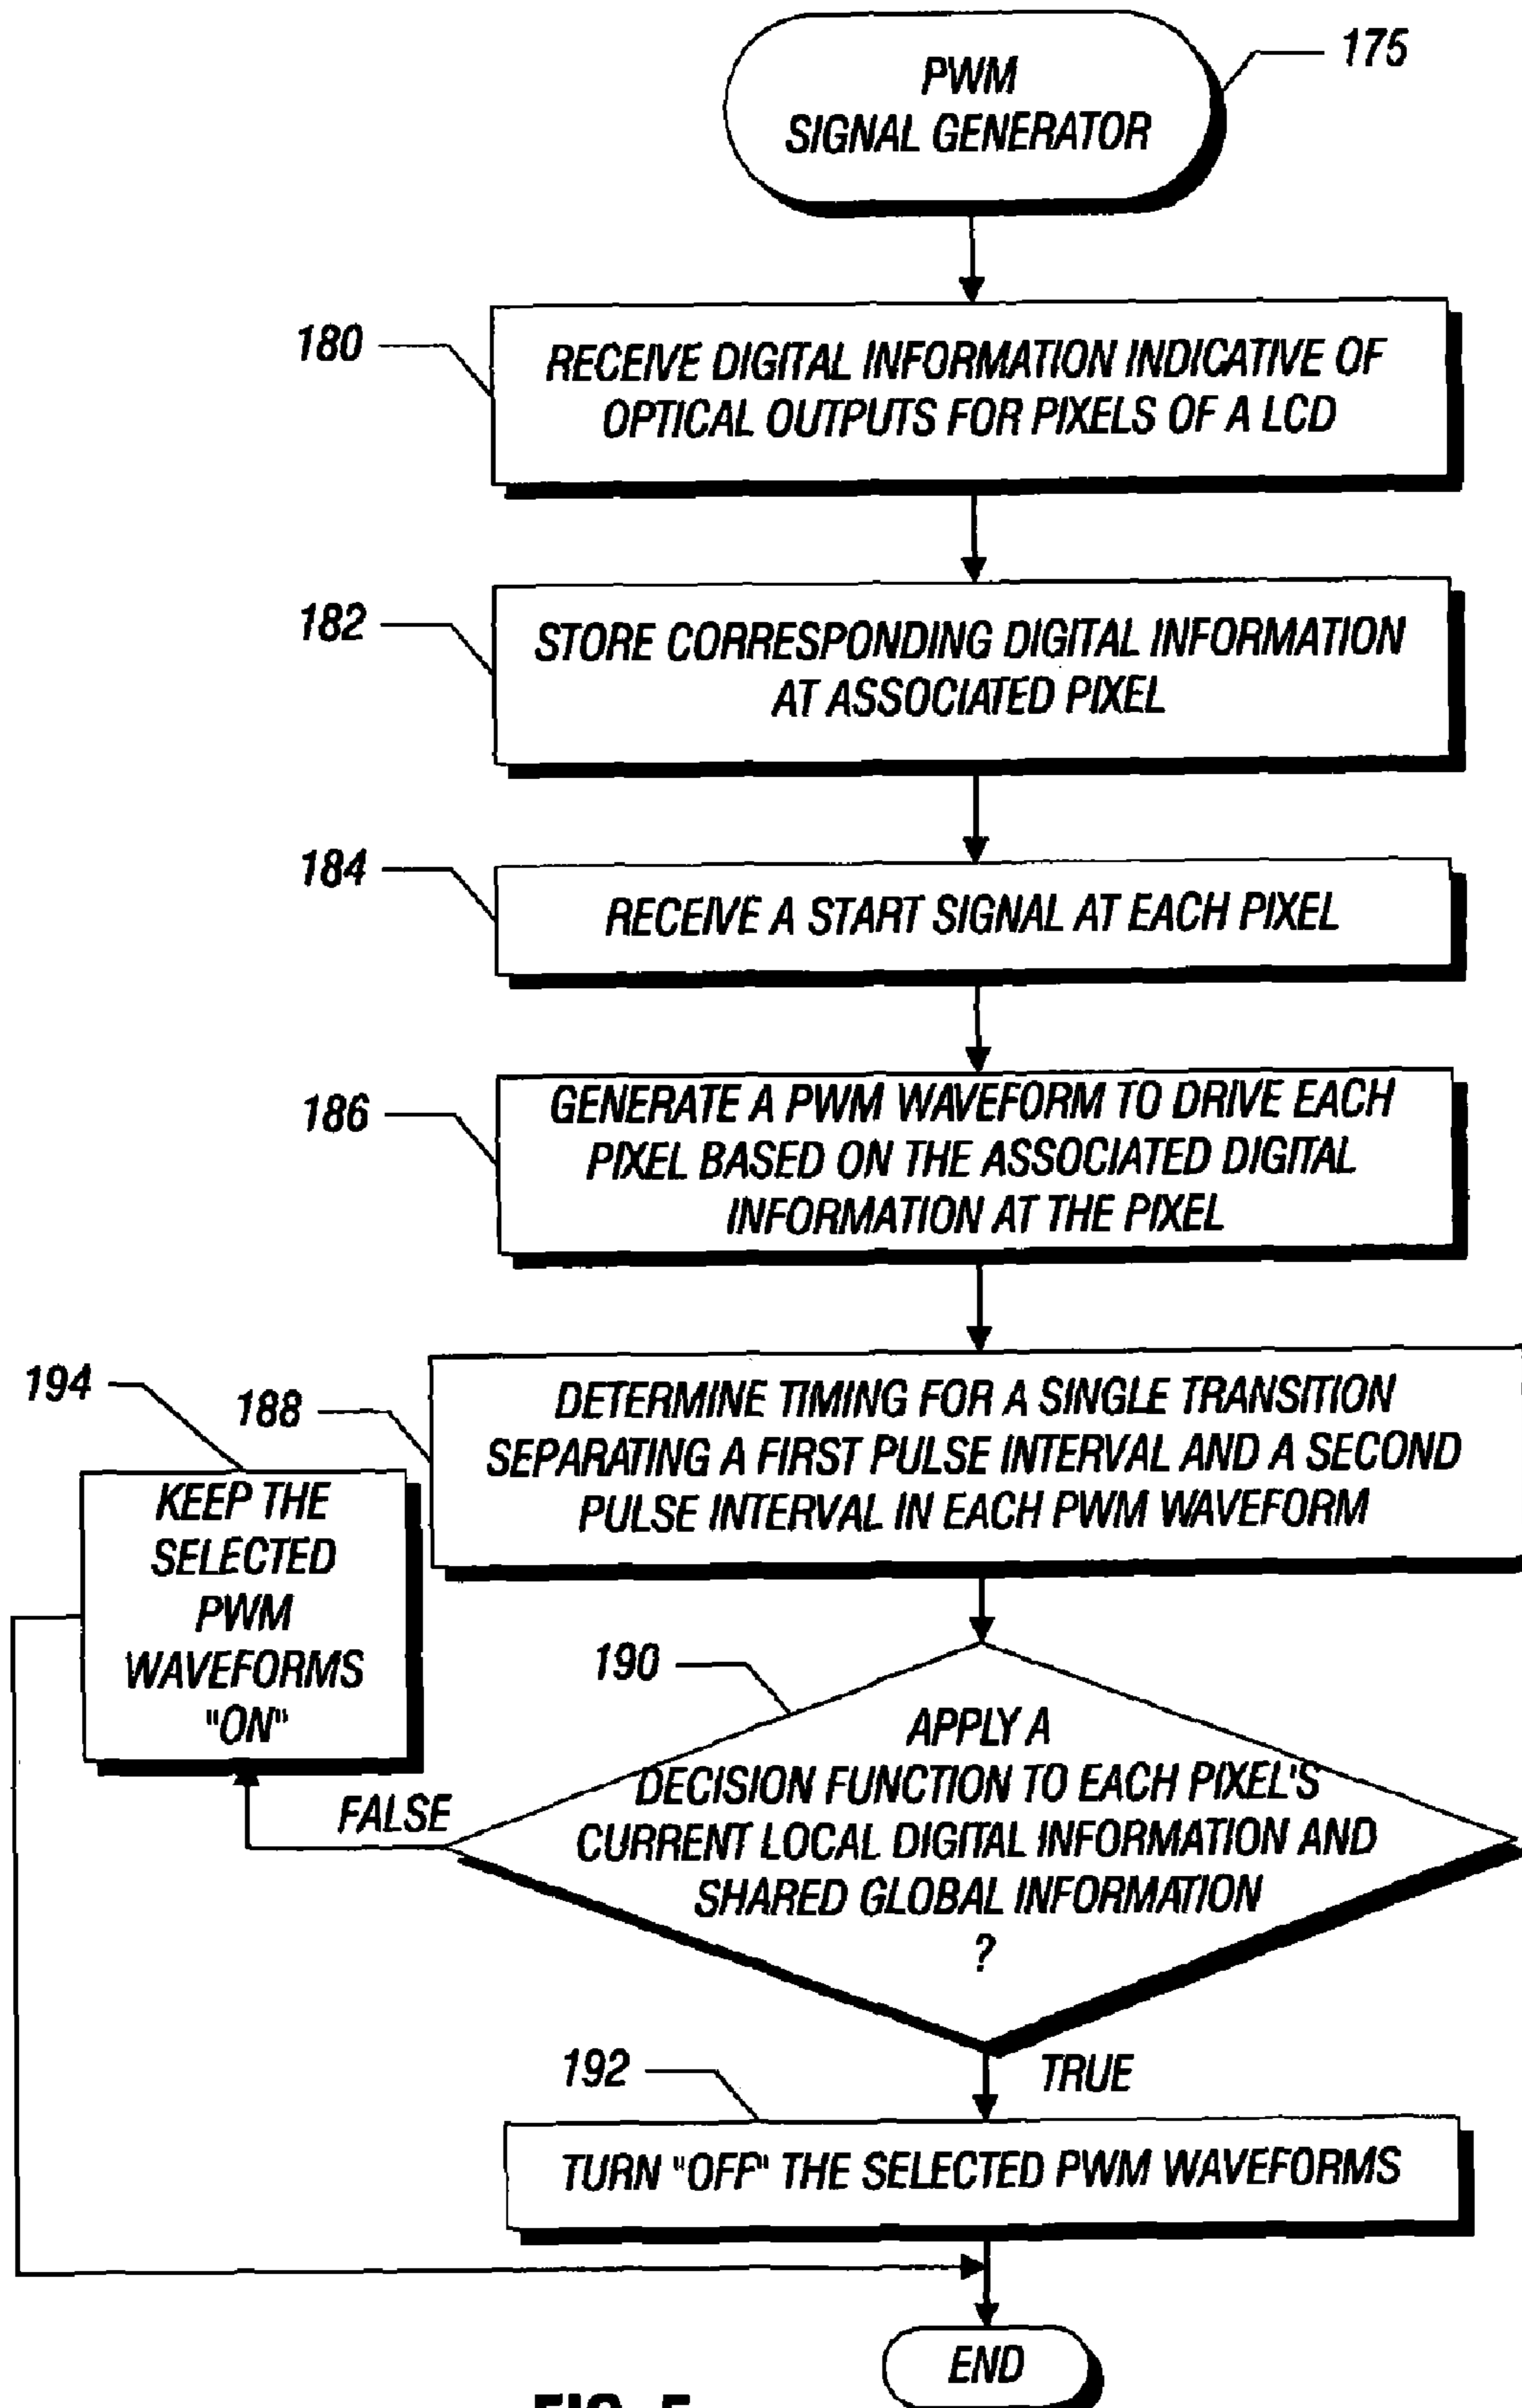 PWM
SIGNAL GENERATOR
175
180
RECEIVE DIGITAL INFORMATION INDICATIVE OF
OPTICAL OUTPUTS FOR PIXELS OF A LCD
182
STORE CORRESPONDING DIGITAL INFORMATION
AT ASSOCIATED PIXEL
184
RECEIVE A START SIGNAL AT EACH PIXEL
186
GENERATE A PWM WAVEFORM TO DRIVE EACH
PIXEL BASED ON THE ASSOCIATED DIGITAL
INFORMATION AT THE PIXEL
194
188
DETERMINE TIMING FOR A SINGLE TRANSITION
SEPARATING A FIRST PULSE INTERVAL AND A SECOND
PULSE INTERVAL IN EACH PWM WAVEFORM
KEEP THE
SELECTED
PWM
WAVEFORMS
"ON"
190
APPLY A
DECISION FUNCTION TO EACH PIXEL'S
CURRENT LOCAL DIGITAL INFORMATION AND
SHARED GLOBAL INFORMATION
?
FALSE
TRUE
192
TURN "OFF" THE SELECTED PWM WAVEFORMS
END